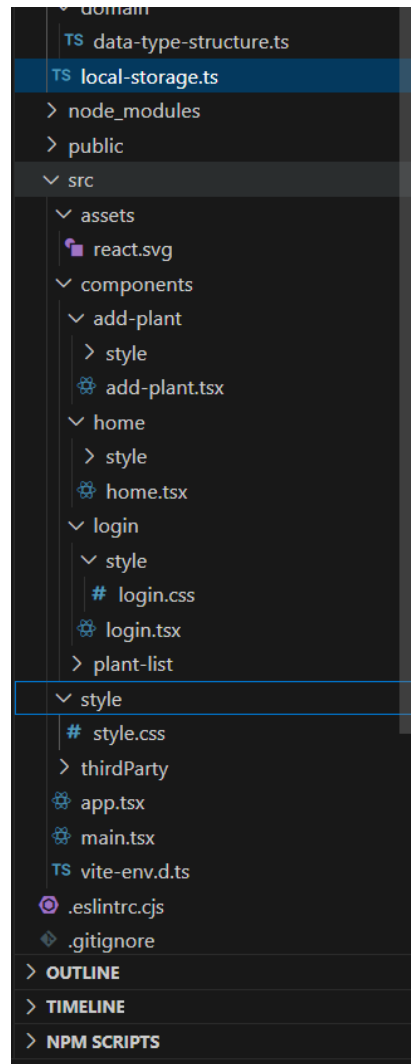 domain
TS data-type-structure.ts
TS local-storage.ts
node_modules
public
src
assets
react.svg
components
add-plant
style
add-plant.tsx
home
style
home.tsx
login
style
# login.css
login.tsx
plant-list
style
# style.css
thirdParty
app.tsx
main.tsx
TS vite-env.d.ts
.eslintrc.cjs
.gitignore
OUTLINE
TIMELINE
NPM SCRIPTS